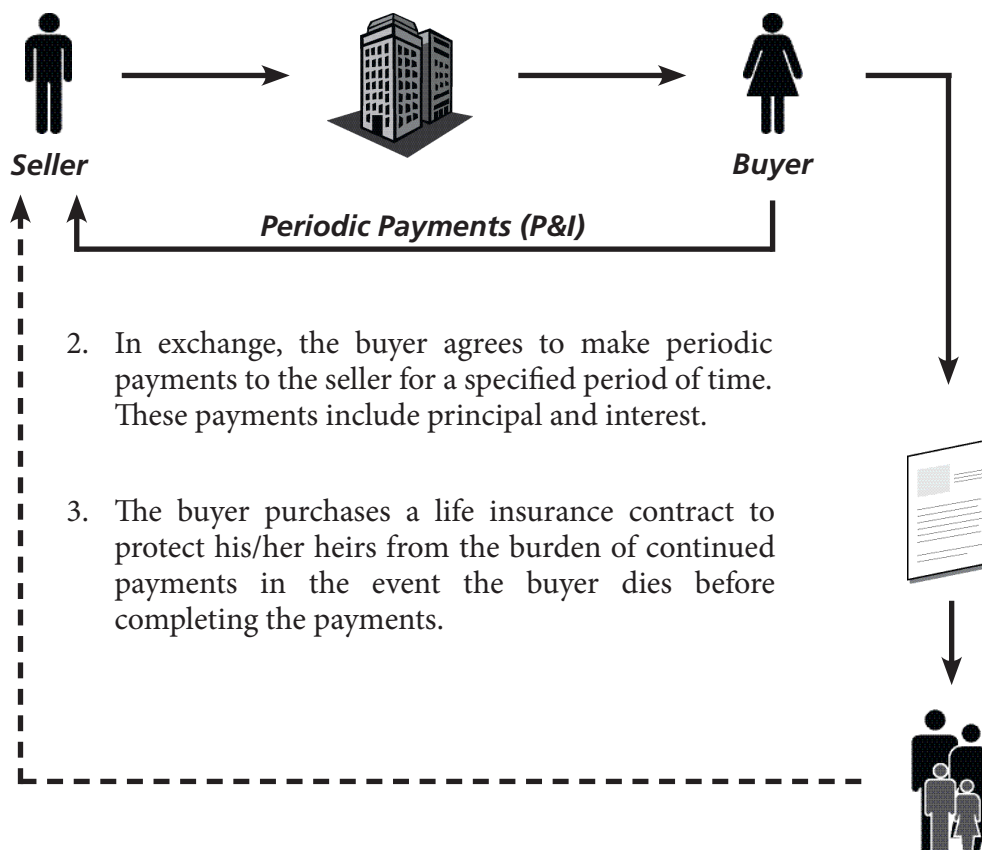 Seller
Buyer
Periodic Payments (P&I)
2. In exchange, the buyer agrees to make periodic
payments to the seller for a specified period of time.
These payments include principal and interest.
3. The buyer purchases a life insurance contract to
protect his/her heirs from the burden of continued
payments in the event the buyer dies before
completing the payments.